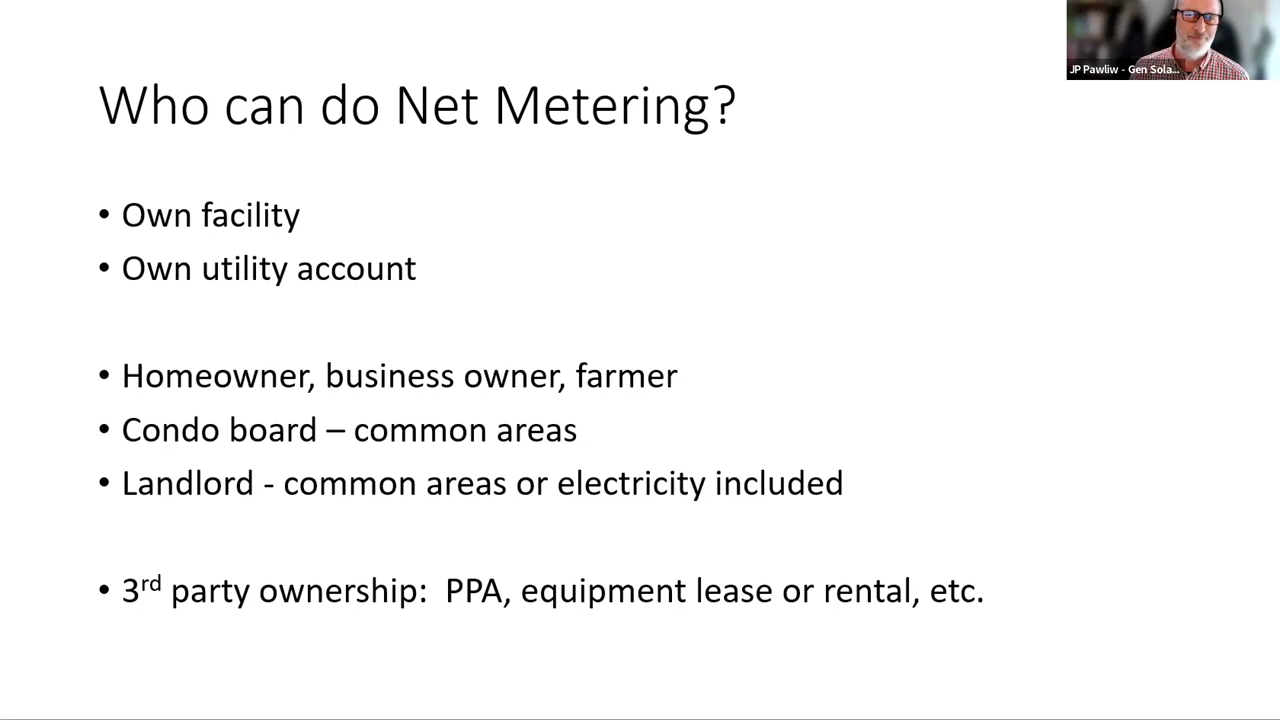 JP Pawliw - Gen Sola...
Who can do Net Metering?
• Own facility
• Own utility account
• Homeowner, business owner, farmer
• Condo board – common areas
• Landlord - common areas or electricity included
• 3rd party ownership:  PPA, equipment lease or rental, etc.